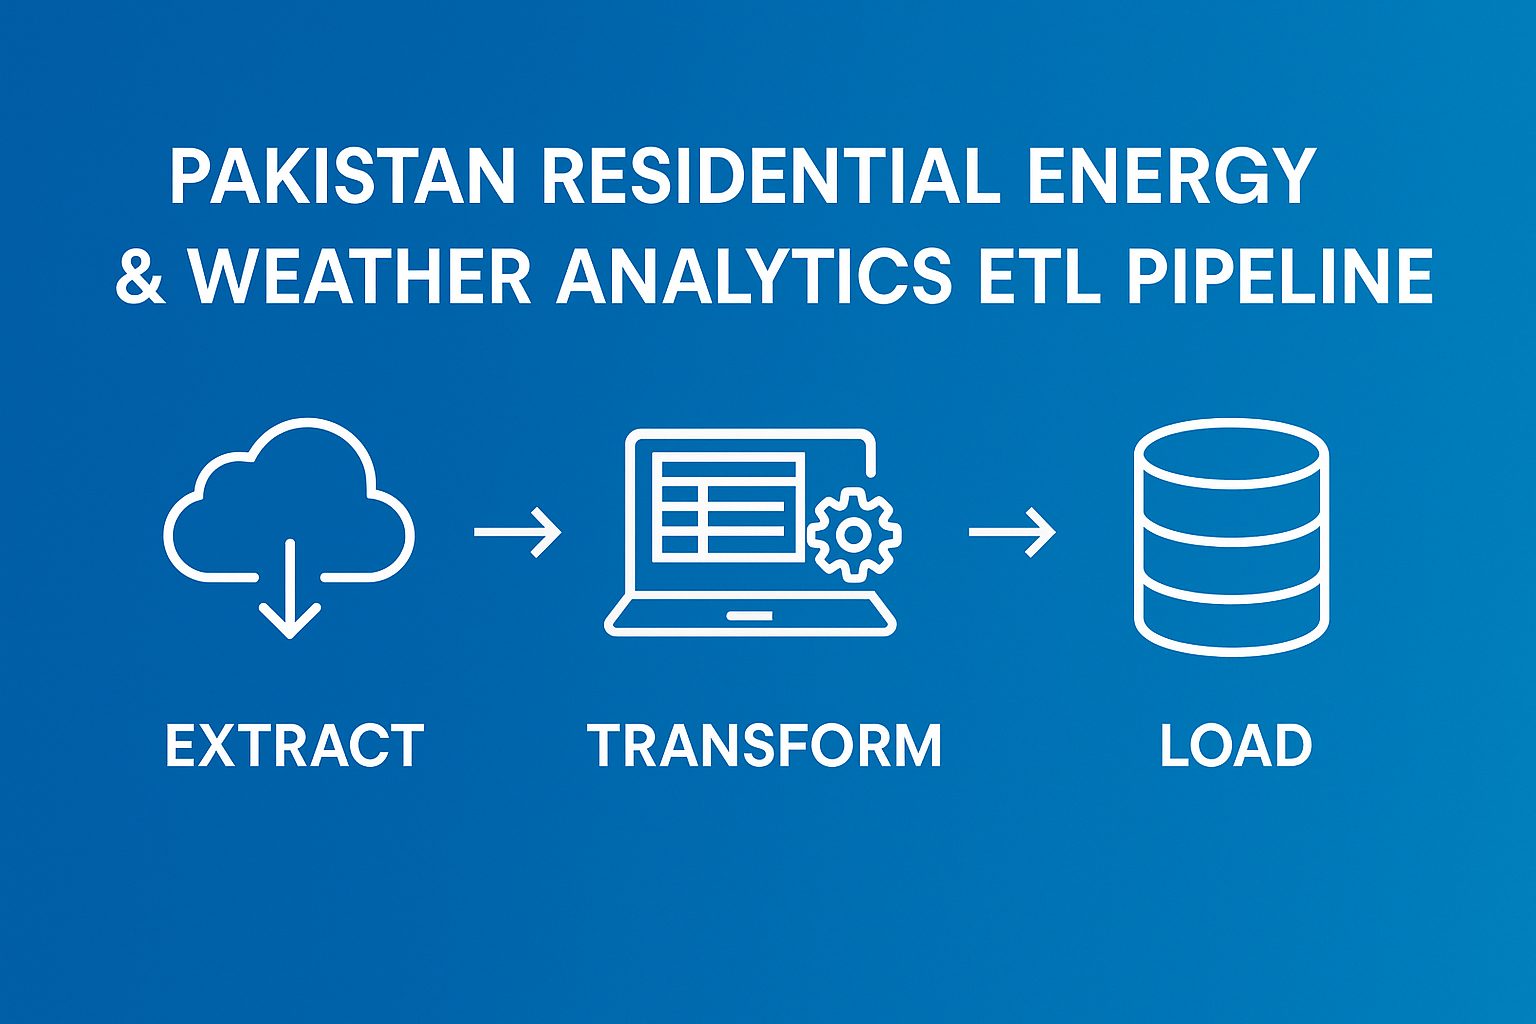 PAKISTAN RESIDENTIAL ENERGY
& WEATHER ANALYTICS ETL PIPELINE
EXTRACT
TRANSFORM
LOAD